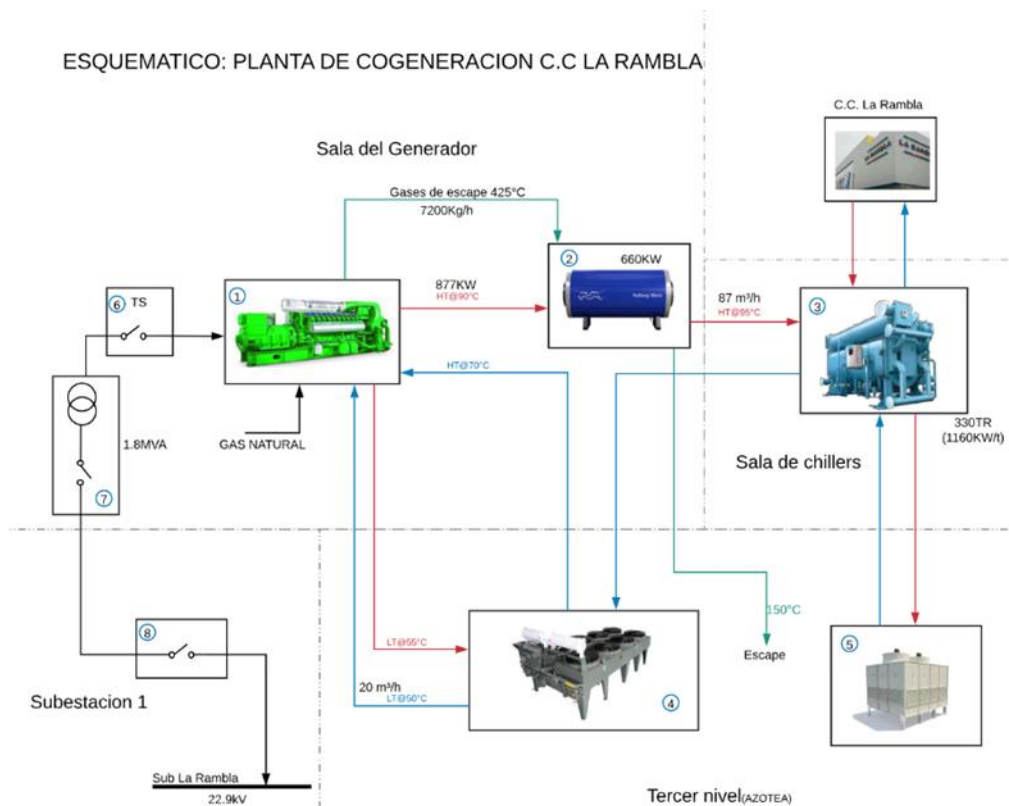 ESQUEMATICO: PLANTA DE COGENERACION C.C LA RAMBLA
C.C. La Rambla
LA RAMBLA
Sala del Generador
Gases de escape 425°C
7200Kg/h
2
660KW
6 TS
1
877KW
HT@90°C
87 m³/h
HT@95°C
3
HT@70°C
1.8MVA
GAS NATURAL
330TR
(1160KW/t)
Sala de chillers
7
8
LT@55°C
150°C
Escape
5
20 m³/h
LT@50°C
4
Subestacion 1
Sub La Rambla
22.9kV
Tercer nivel(AZOTEA)